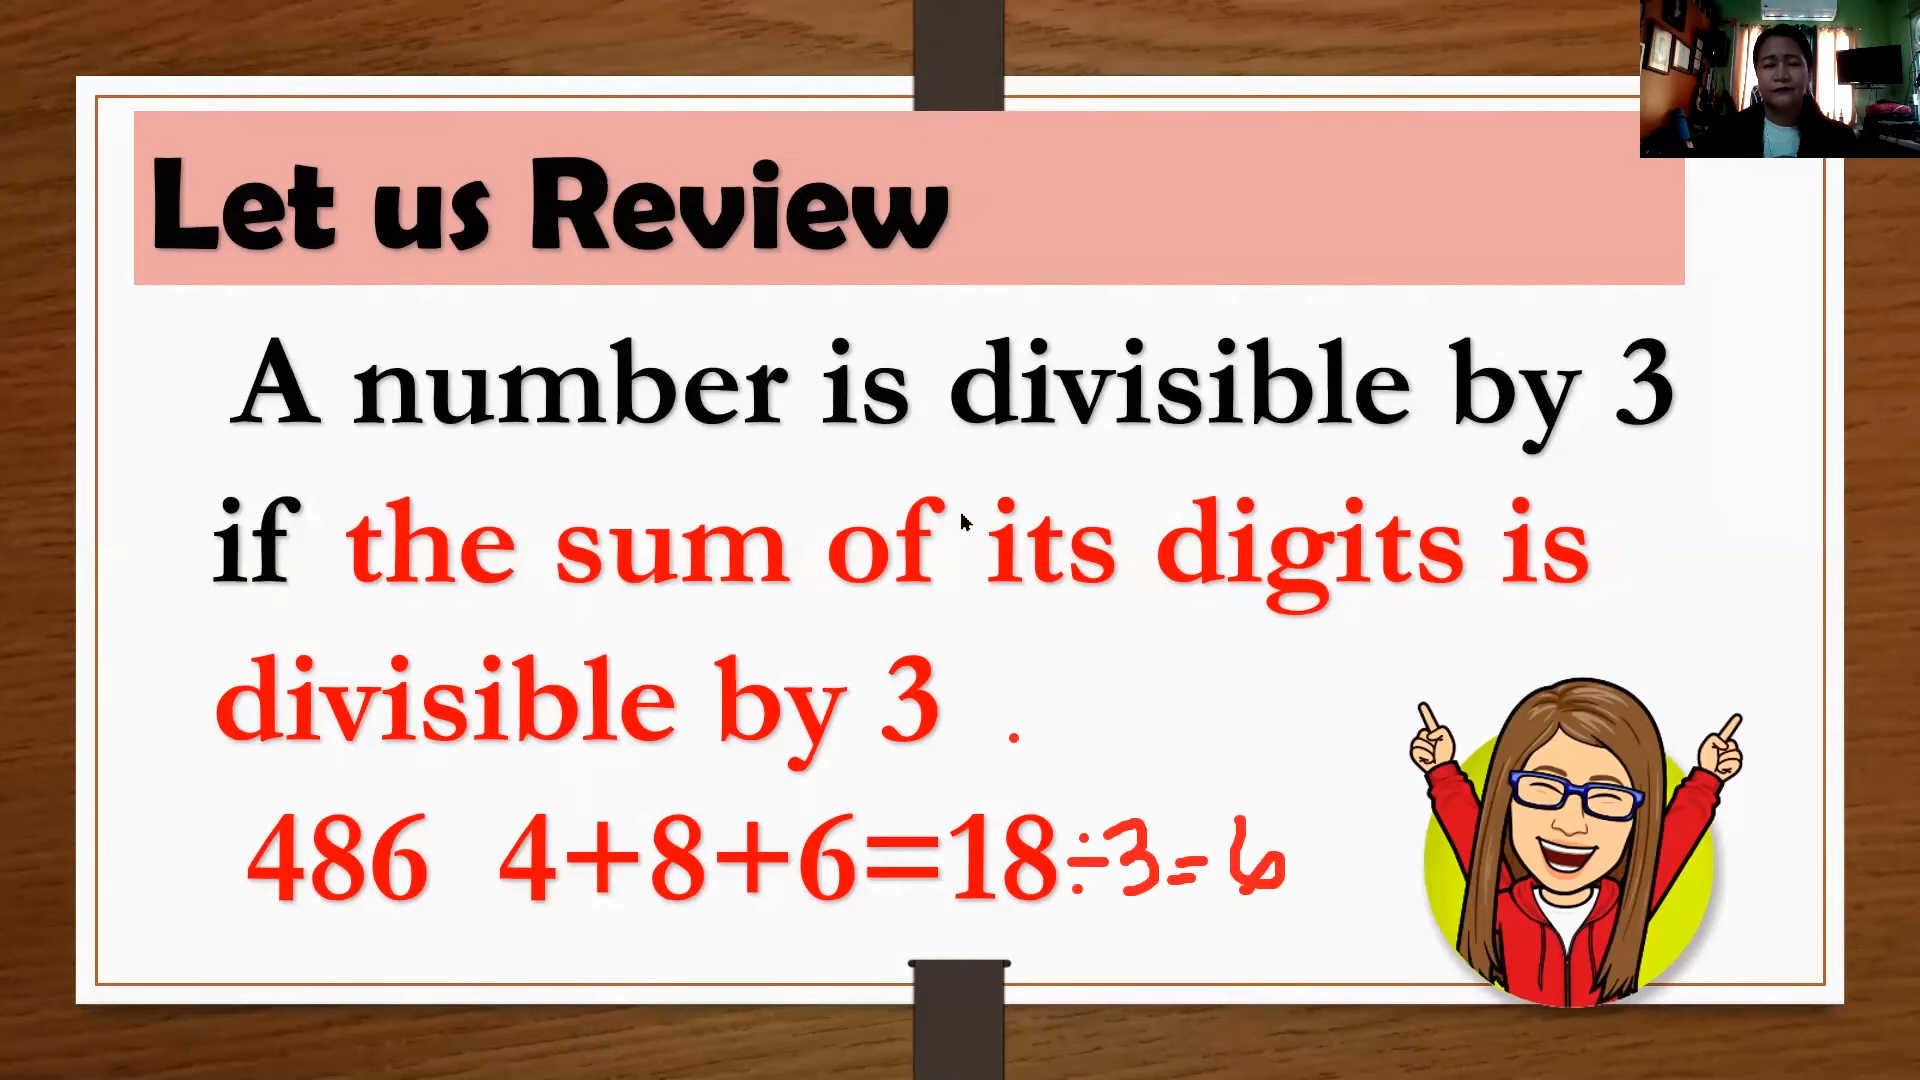 Let us Review
A number is divisible by 3
if the sum of its digits is
divisible by 3 .
486 4+8+6=18÷3=6